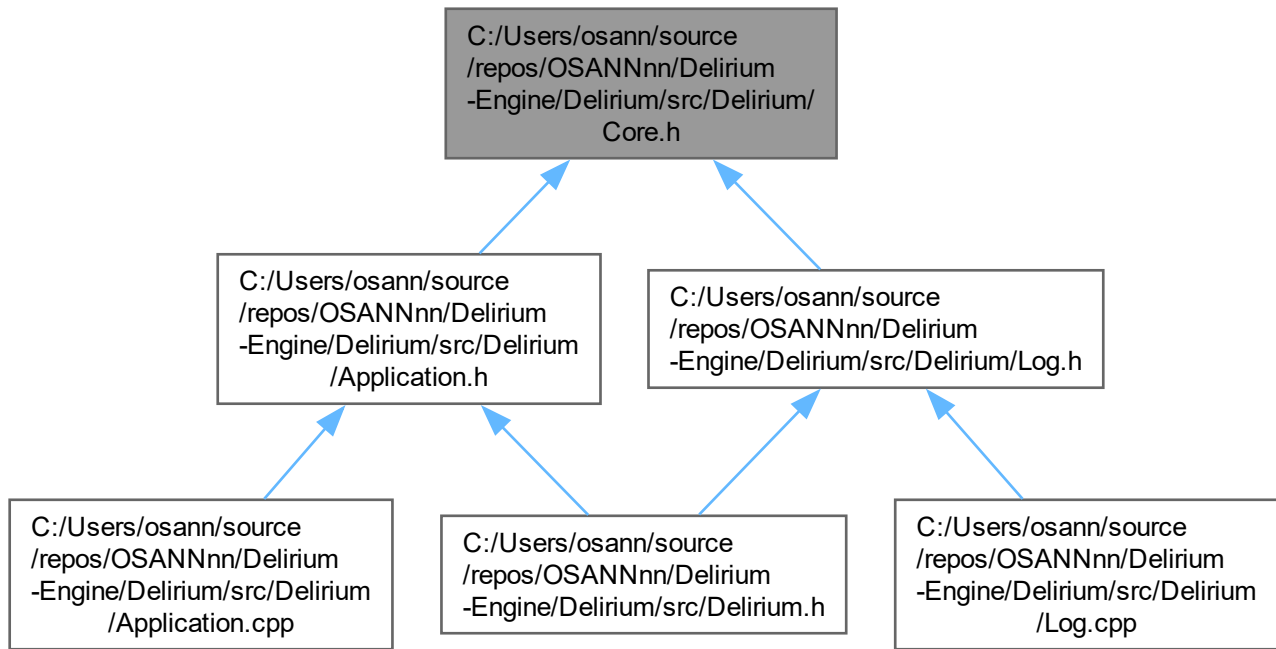 C:/Users/osann/source
/repos/OSANNnn/Delirium
-Engine/Delirium/src/Delirium/
Core.h
C:/Users/osann/source
/repos/OSANNnn/Delirium
-Engine/Delirium/src/Delirium
/Application.h
C:/Users/osann/source
/repos/OSANNnn/Delirium
-Engine/Delirium/src/Delirium/Log.h
C:/Users/osann/source
/repos/OSANNnn/Delirium
-Engine/Delirium/src/Delirium
/Application.cpp
C:/Users/osann/source
/repos/OSANNnn/Delirium
-Engine/Delirium/src/Delirium.h
C:/Users/osann/source
/repos/OSANNnn/Delirium
-Engine/Delirium/src/Delirium
/Log.cpp